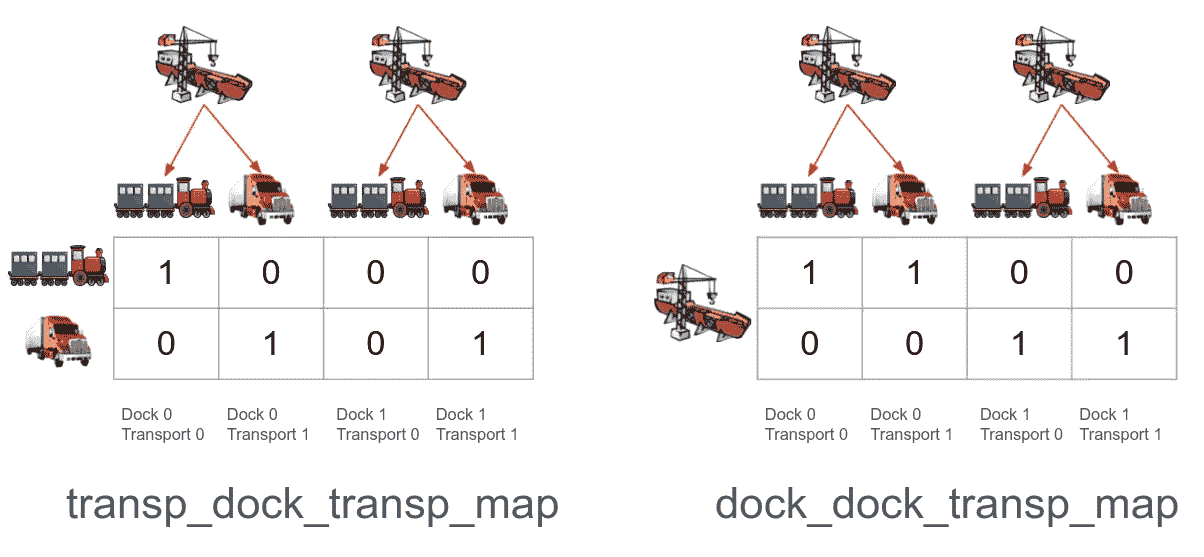 1 0 0 0
0 1 0 1
Dock 0 Dock 0 Dock 1 Dock 1
Transport 0 Transport 1 Transport 0 Transport 1
transp_dock_transp_map
1 1 0 0
0 0 1 1
Dock 0 Dock 0 Dock 1 Dock 1
Transport 0 Transport 1 Transport 0 Transport 1
dock_dock_transp_map